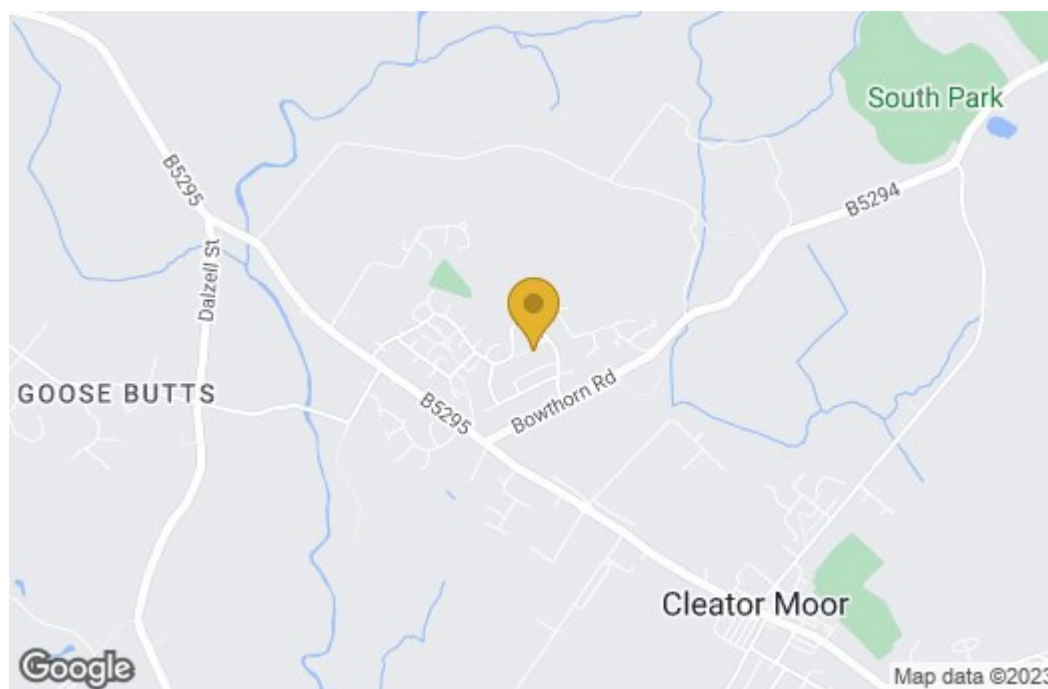 South Park
B5295
B5294
Dalzell St
GOOSE BUTTS
Bowthorn Rd
B5295
Cleator Moor
Google
Map data ©2023